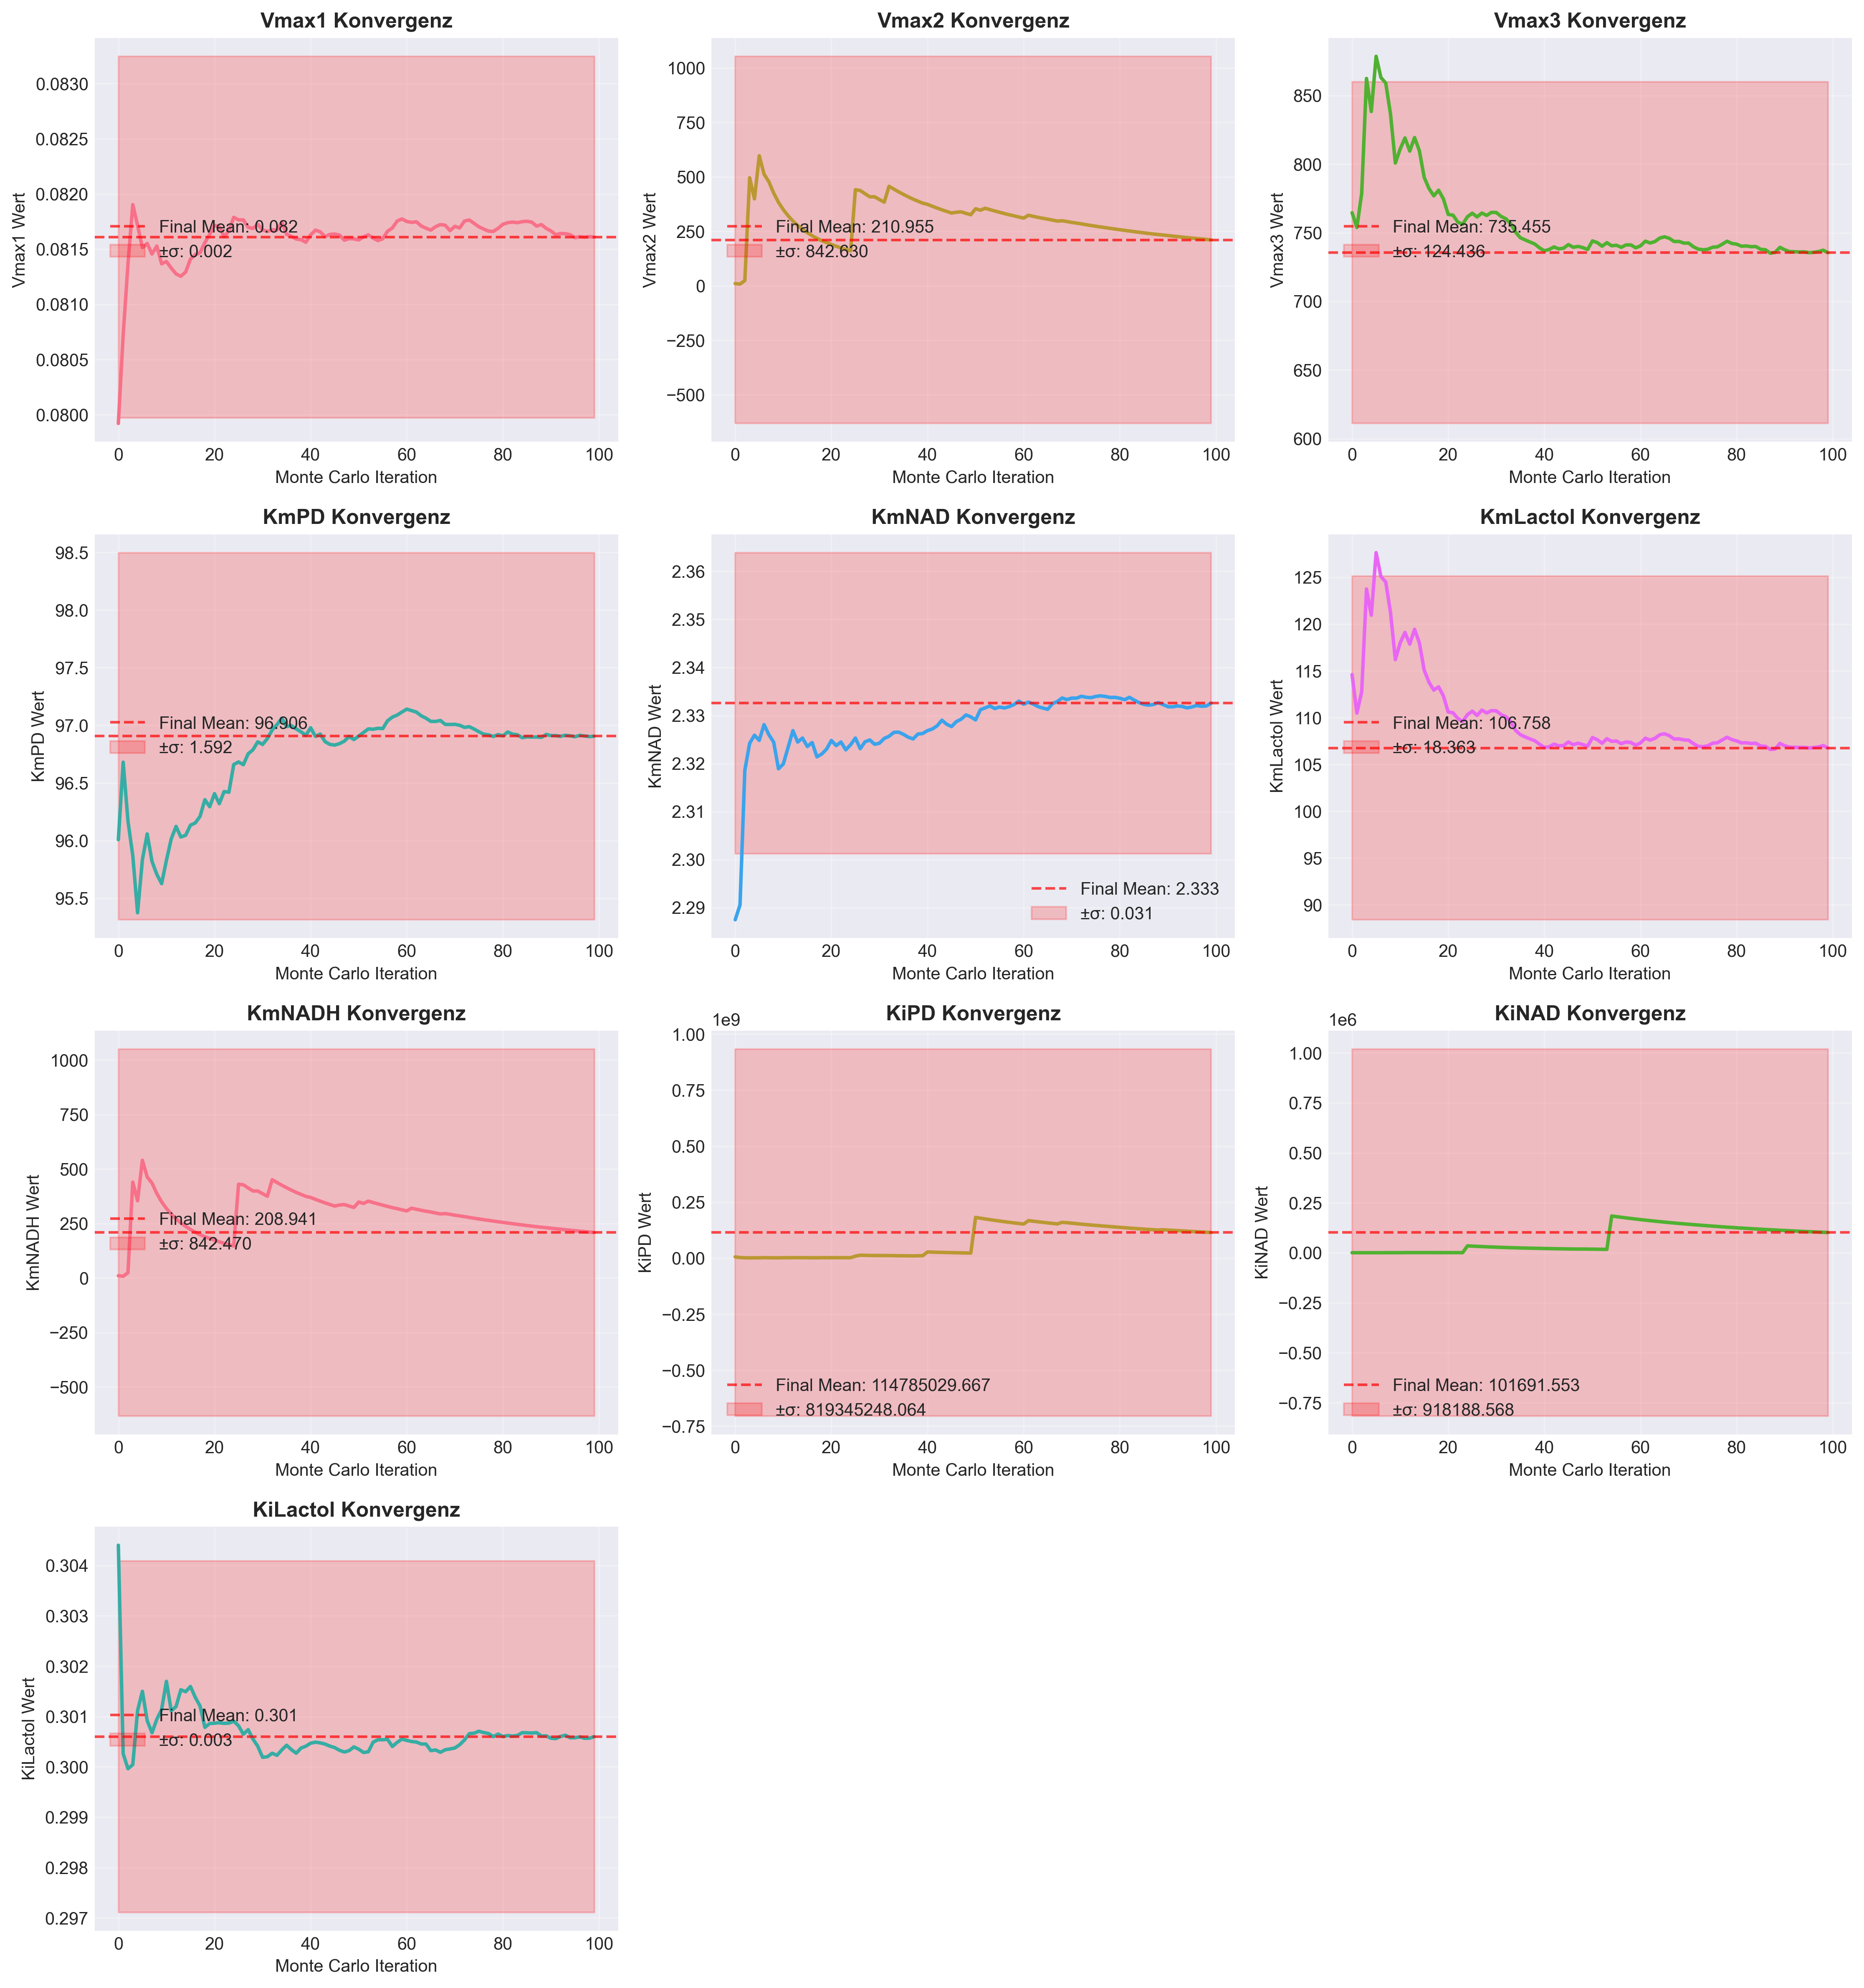 Vmax1 Konvergenz
Vmax1 Wert
0.0830
0.0825
0.0820
0.0815
0.0810
0.0805
0.0800
Final Mean: 0.082
±σ: 0.002
0 20 40 60 80 100
Monte Carlo Iteration
Vmax2 Konvergenz
Vmax2 Wert
1000
750
500
250
0
−250
−500
Final Mean: 210.955
±σ: 842.630
0 20 40 60 80 100
Monte Carlo Iteration
Vmax3 Konvergenz
Vmax3 Wert
850
800
750
700
650
600
Final Mean: 735.455
±σ: 124.436
0 20 40 60 80 100
Monte Carlo Iteration
KmPD Konvergenz
KmPD Wert
98.5
98.0
97.5
97.0
96.5
96.0
95.5
Final Mean: 96.906
±σ: 1.592
0 20 40 60 80 100
Monte Carlo Iteration
KmNAD Konvergenz
KmNAD Wert
2.36
2.35
2.34
2.33
2.32
2.31
2.30
2.29
Final Mean: 2.333
±σ: 0.031
0 20 40 60 80 100
Monte Carlo Iteration
KmLactol Konvergenz
KmLactol Wert
125
120
115
110
105
100
95
90
Final Mean: 106.758
±σ: 18.363
0 20 40 60 80 100
Monte Carlo Iteration
KmNADH Konvergenz
KmNADH Wert
1000
750
500
250
0
−250
−500
Final Mean: 208.941
±σ: 842.470
0 20 40 60 80 100
Monte Carlo Iteration
KiPD Konvergenz
1e9
KiPD Wert
1.00
0.75
0.50
0.25
0.00
−0.25
−0.50
−0.75
Final Mean: 114785029.667
±σ: 819345248.064
0 20 40 60 80 100
Monte Carlo Iteration
KiNAD Konvergenz
1e6
KiNAD Wert
1.00
0.75
0.50
0.25
0.00
−0.25
−0.50
−0.75
Final Mean: 101691.553
±σ: 918188.568
0 20 40 60 80 100
Monte Carlo Iteration
KiLactol Konvergenz
KiLactol Wert
0.304
0.303
0.302
0.301
0.300
0.299
0.298
0.297
Final Mean: 0.301
±σ: 0.003
0 20 40 60 80 100
Monte Carlo Iteration